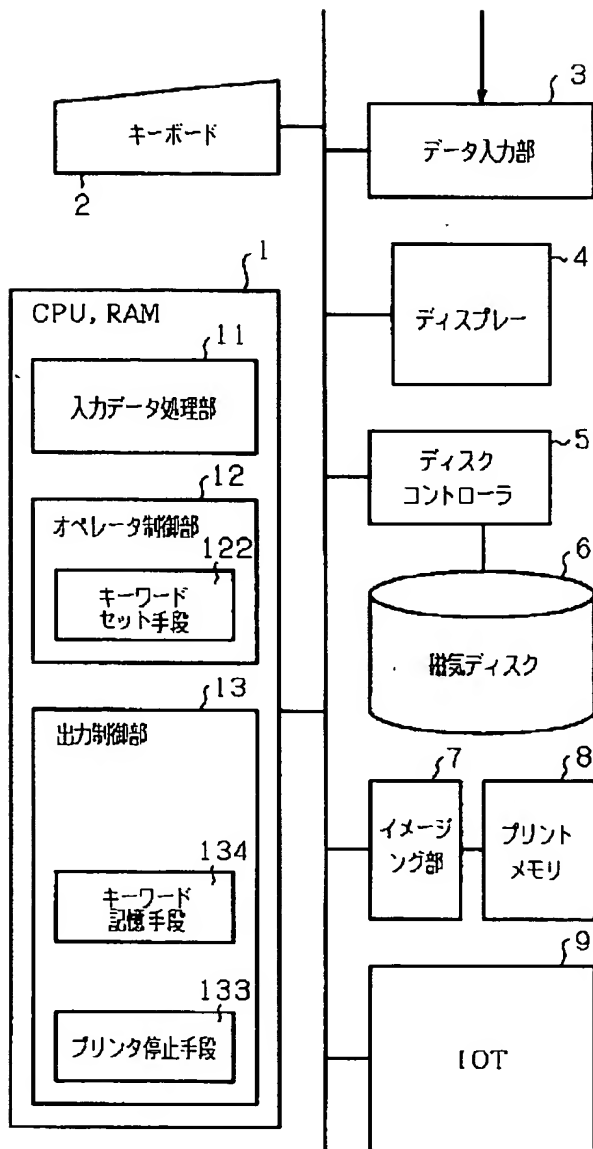 キーボード
2
3
データ入力部
4
ディスプレー
1
CPU, RAM
11
入力データ処理部
12
オペレータ制御部
122
キーワード
セット手段
5
ディスク
コントローラ
6
磁気ディスク
13
出力制御部
134
キーワード
記憶手段
133
プリンタ停止手段
7
イメージ
ング部
8
プリント
メモリ
9
IOT